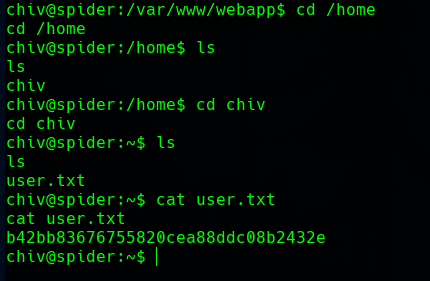 chiv@spider:/var/www/webapp$ cd /home
cd /home
chiv@spider:/home$ ls
ls
chiv
chiv@spider:/home$ cd chiv
cd chiv
chiv@spider:~$ ls
ls
user.txt
chiv@spider:~$ cat user.txt
cat user.txt
b42bb83676755820cea88ddc08b2432e
chiv@spider:~$